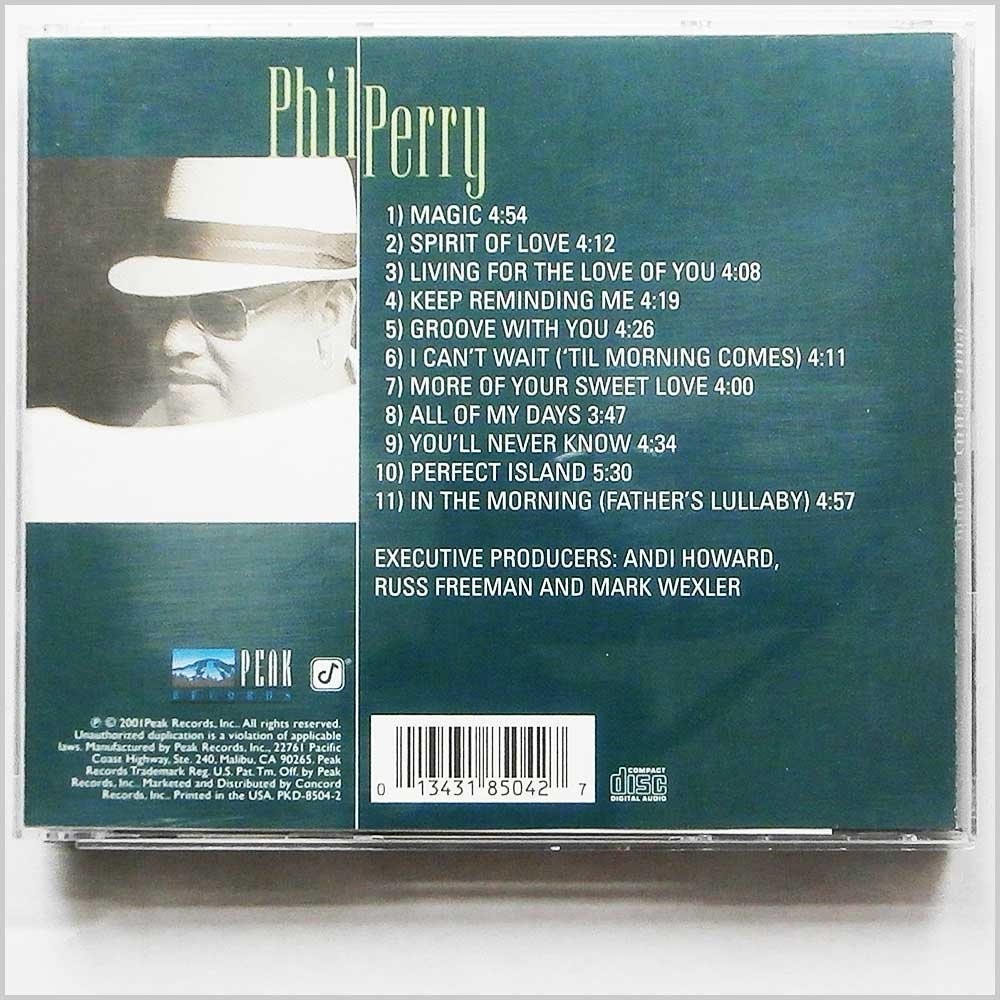 Phil Perry
1) MAGIC 4:54
2) SPIRIT OF LOVE 4:12
3) LIVING FOR THE LOVE OF YOU 4:08
4) KEEP REMINDING ME 4:19
5) GROOVE WITH YOU 4:26
6) I CAN'T WAIT ('TIL MORNING COMES) 4:11
7) MORE OF YOUR SWEET LOVE 4:00
8) ALL OF MY DAYS 3:47
9) YOU'LL NEVER KNOW 4:34
10) PERFECT ISLAND 5:30
11) IN THE MORNING (FATHER'S LULLABY) 4:57
EXECUTIVE PRODUCERS: ANDI HOWARD,
RUSS FREEMAN AND MARK WEXLER
PEAK
RECORDS
℗ © 2001Peak Records, Inc.. All rights reserved.
Unauthorized duplication is a violation of applicable
laws. Manufactured by Peak Records, Inc., 22761 Pacific
Coast Highway, Ste. 240, Malibu, CA 90265. Peak
Records Trademark Reg. U.S. Pat. Tm. Off. by Peak
Records, Inc.. Marketed and Distributed by Concord
Records, Inc.. Printed in the USA. PKD-8504-2
0 13431 85042 7
COMPACT
disc
DIGITAL AUDIO